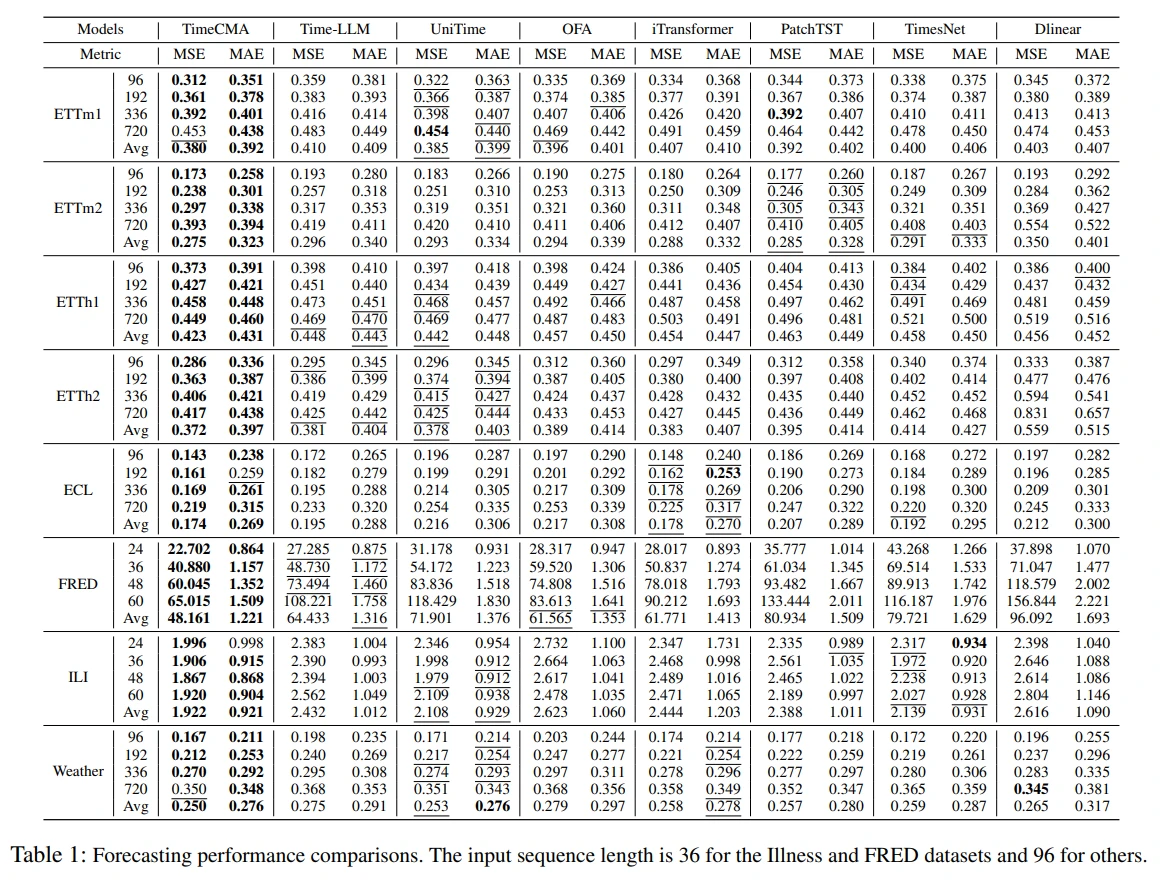 Models TimeCMA Time-LLM UniTime OFA iTransformer PatchTST TimesNet Dlinear
Metric MSE MAE MSE MAE MSE MAE MSE MAE MSE MAE MSE MAE MSE MAE MSE MAE
96 0.312 0.351 0.359 0.381 0.322 0.363 0.335 0.369 0.334 0.368 0.344 0.373 0.338 0.375 0.345 0.372
192 0.361 0.378 0.383 0.393 0.366 0.387 0.374 0.385 0.377 0.391 0.367 0.386 0.374 0.387 0.380 0.389
ETTm1 336 0.392 0.401 0.416 0.414 0.398 0.407 0.407 0.406 0.426 0.420 0.392 0.407 0.410 0.411 0.413 0.413
720 0.453 0.438 0.483 0.449 0.454 0.440 0.469 0.442 0.491 0.459 0.464 0.442 0.478 0.450 0.474 0.453
Avg 0.380 0.392 0.410 0.409 0.385 0.399 0.396 0.401 0.407 0.410 0.392 0.402 0.400 0.406 0.403 0.407
96 0.173 0.258 0.193 0.280 0.183 0.266 0.190 0.275 0.180 0.264 0.177 0.260 0.187 0.267 0.193 0.292
192 0.238 0.301 0.257 0.318 0.251 0.310 0.253 0.313 0.250 0.309 0.246 0.305 0.249 0.309 0.284 0.362
ETTm2 336 0.297 0.338 0.317 0.353 0.319 0.351 0.321 0.360 0.311 0.348 0.305 0.343 0.321 0.351 0.369 0.427
720 0.393 0.394 0.419 0.411 0.420 0.410 0.411 0.406 0.412 0.407 0.410 0.405 0.408 0.403 0.554 0.522
Avg 0.275 0.323 0.296 0.340 0.293 0.334 0.294 0.339 0.288 0.332 0.285 0.328 0.291 0.333 0.350 0.401
96 0.373 0.391 0.398 0.410 0.397 0.418 0.398 0.424 0.386 0.405 0.404 0.413 0.384 0.402 0.386 0.400
192 0.427 0.421 0.451 0.440 0.434 0.439 0.449 0.427 0.441 0.436 0.454 0.430 0.434 0.429 0.437 0.432
ETTh1 336 0.458 0.448 0.473 0.451 0.468 0.457 0.492 0.466 0.487 0.458 0.497 0.462 0.491 0.469 0.481 0.459
720 0.449 0.460 0.469 0.470 0.469 0.477 0.487 0.483 0.503 0.491 0.496 0.481 0.521 0.500 0.519 0.516
Avg 0.423 0.431 0.448 0.443 0.442 0.448 0.457 0.450 0.454 0.447 0.463 0.449 0.458 0.450 0.456 0.452
96 0.286 0.336 0.295 0.345 0.296 0.345 0.312 0.360 0.297 0.349 0.312 0.358 0.340 0.374 0.333 0.387
192 0.363 0.387 0.386 0.399 0.374 0.394 0.387 0.405 0.380 0.400 0.397 0.408 0.402 0.414 0.477 0.476
ETTh2 336 0.406 0.421 0.419 0.429 0.415 0.427 0.424 0.437 0.428 0.432 0.435 0.440 0.452 0.452 0.594 0.541
720 0.417 0.438 0.425 0.442 0.425 0.444 0.433 0.453 0.427 0.445 0.436 0.449 0.462 0.468 0.831 0.657
Avg 0.372 0.397 0.381 0.404 0.378 0.403 0.389 0.414 0.383 0.407 0.395 0.414 0.414 0.427 0.559 0.515
96 0.143 0.238 0.172 0.265 0.196 0.287 0.197 0.290 0.148 0.240 0.186 0.269 0.168 0.272 0.197 0.282
192 0.161 0.259 0.182 0.279 0.199 0.291 0.201 0.292 0.162 0.253 0.190 0.273 0.184 0.289 0.196 0.285
ECL 336 0.169 0.261 0.195 0.288 0.214 0.305 0.217 0.309 0.178 0.269 0.206 0.290 0.198 0.300 0.209 0.301
720 0.219 0.315 0.233 0.320 0.254 0.335 0.253 0.339 0.225 0.317 0.247 0.322 0.220 0.320 0.245 0.333
Avg 0.174 0.269 0.195 0.288 0.216 0.306 0.217 0.308 0.178 0.270 0.207 0.289 0.192 0.295 0.212 0.300
24 22.702 0.864 27.285 0.875 31.178 0.931 28.317 0.947 28.017 0.893 35.777 1.014 43.268 1.266 37.898 1.070
36 40.880 1.157 48.730 1.172 54.172 1.223 59.520 1.306 50.837 1.274 61.034 1.345 69.514 1.533 71.047 1.477
FRED 48 60.045 1.352 73.494 1.460 83.836 1.518 74.808 1.516 78.018 1.793 93.482 1.667 89.913 1.742 118.579 2.002
60 65.015 1.509 108.221 1.758 118.429 1.830 83.613 1.641 90.212 1.693 133.444 2.011 116.187 1.976 156.844 2.221
Avg 48.161 1.221 64.433 1.316 71.901 1.376 61.565 1.353 61.771 1.413 80.934 1.509 79.721 1.629 96.092 1.693
24 1.996 0.998 2.383 1.004 2.346 0.954 2.732 1.100 2.347 1.731 2.335 0.989 2.317 0.934 2.398 1.040
36 1.906 0.915 2.390 0.993 1.998 0.912 2.664 1.063 2.468 0.998 2.561 1.035 1.972 0.920 2.646 1.088
ILI 48 1.867 0.868 2.394 1.003 1.979 0.912 2.617 1.041 2.489 1.016 2.465 1.022 2.238 0.913 2.614 1.086
60 1.920 0.904 2.562 1.049 2.109 0.938 2.478 1.035 2.471 1.065 2.189 0.997 2.027 0.928 2.804 1.146
Avg 1.922 0.921 2.432 1.012 2.108 0.929 2.623 1.060 2.444 1.203 2.388 1.011 2.139 0.931 2.616 1.090
96 0.167 0.211 0.198 0.235 0.171 0.214 0.203 0.244 0.174 0.214 0.177 0.218 0.172 0.220 0.196 0.255
192 0.212 0.253 0.240 0.269 0.217 0.254 0.247 0.277 0.221 0.254 0.222 0.259 0.219 0.261 0.237 0.296
Weather 336 0.270 0.292 0.295 0.308 0.274 0.293 0.297 0.311 0.278 0.296 0.277 0.297 0.280 0.306 0.283 0.335
720 0.350 0.348 0.368 0.353 0.351 0.343 0.368 0.356 0.358 0.349 0.352 0.347 0.365 0.359 0.345 0.381
Avg 0.250 0.276 0.275 0.291 0.253 0.276 0.279 0.297 0.258 0.278 0.257 0.280 0.259 0.287 0.265 0.317
Table 1: Forecasting performance comparisons. The input sequence length is 36 for the Illness and FRED datasets and 96 for others.